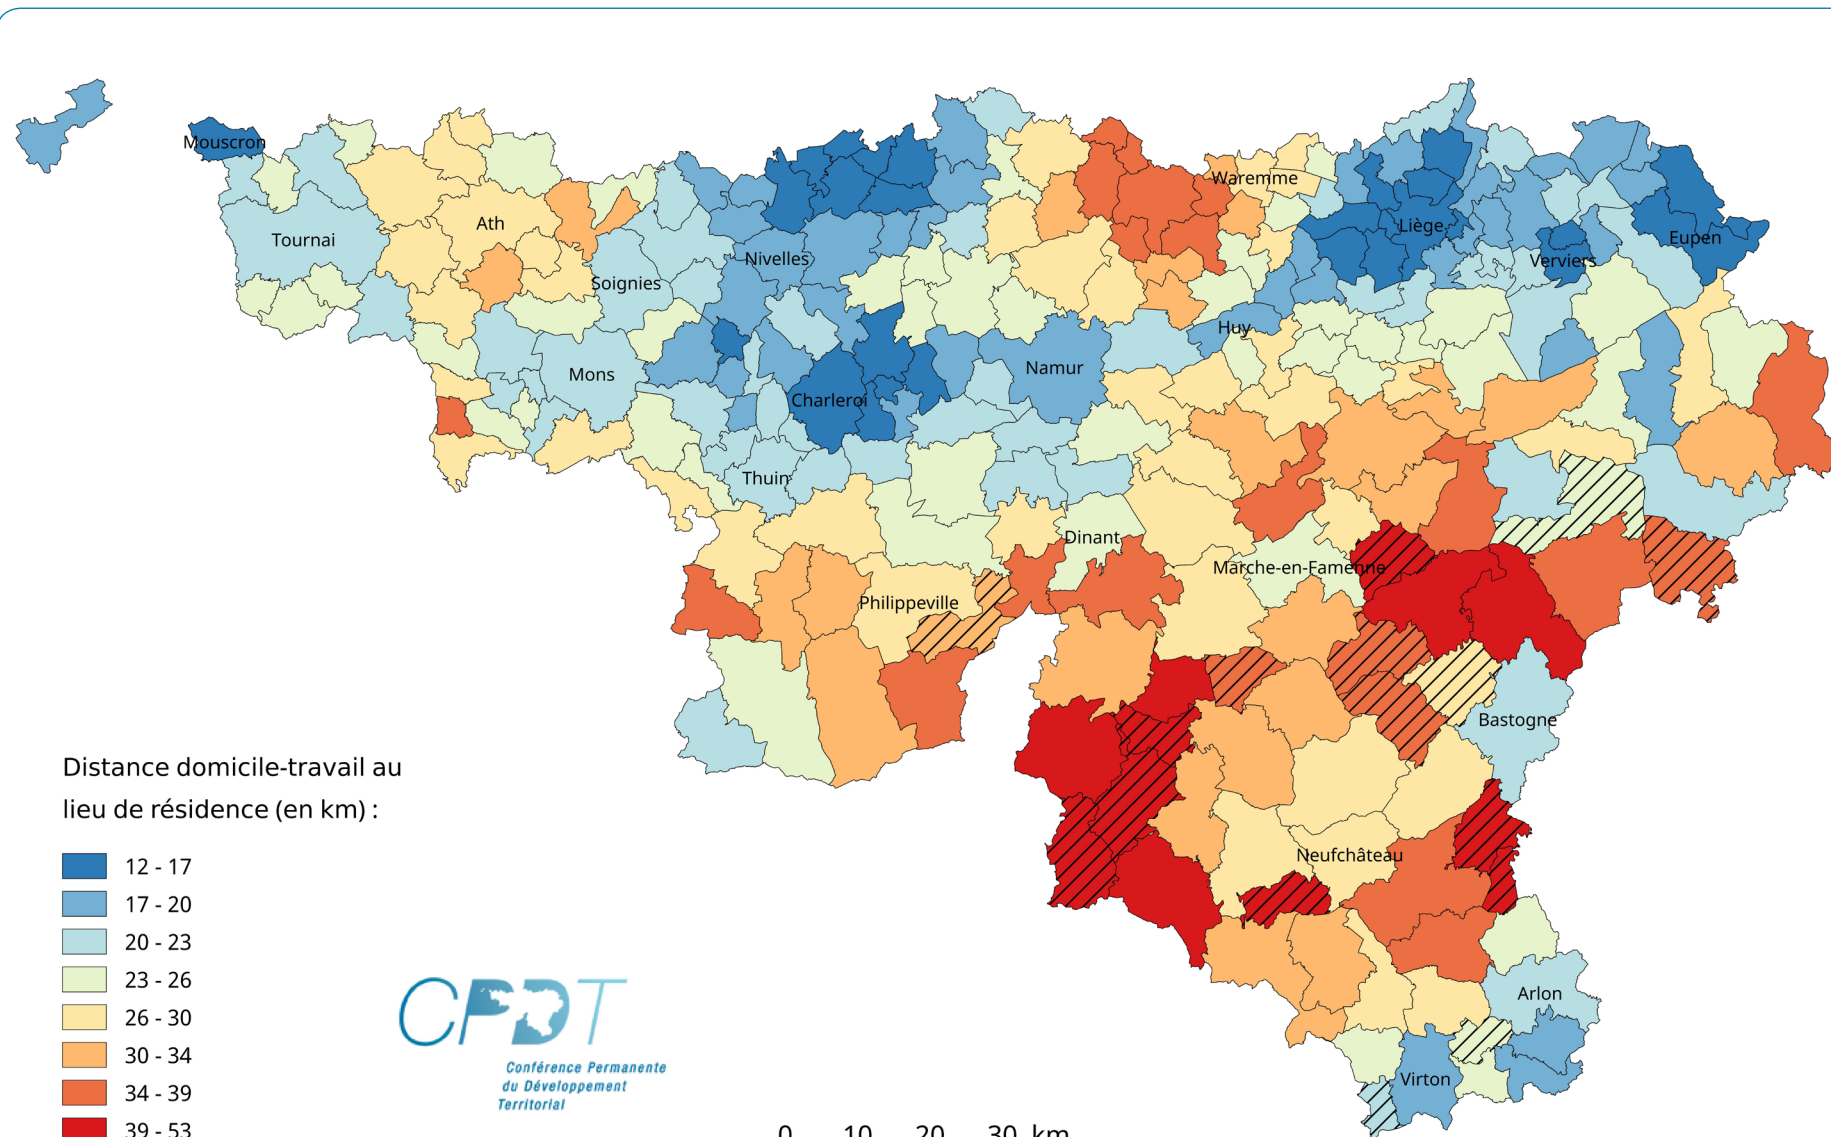 Mouscron
Waremme
Ath
Liège
Tournai
Eupen
Nivelles
Verviers
Soignies
Huy
Namur
Mons
Charleroi
Thuin
Dinant
Marche-en-Famenne
Philippeville
Bastogne
Neufchâteau
Arlon
Virton
Distance domicile-travail au
lieu de résidence (en km) :
12 - 17
17 - 20
20 - 23
23 - 26
26 - 30
30 - 34
34 - 39
39 - 53
CPDT
Conférence Permanente
du Développement
Territorial
0 10 20 30 km